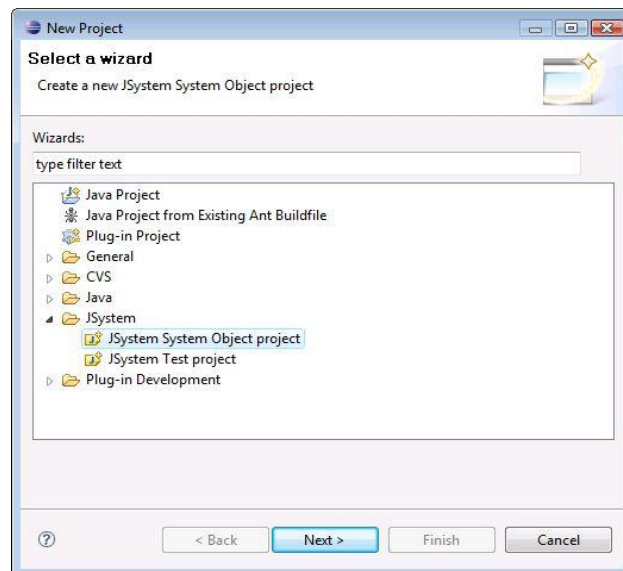 New Project
Select a wizard
Create a new JSystem System Object project
Wizards:
type filter text
Java Project
Java Project from Existing Ant Buildfile
Plug-in Project
General
CVS
Java
JSystem
JSystem System Object project
JSystem Test project
Plug-in Development
< Back
Next >
Finish
Cancel